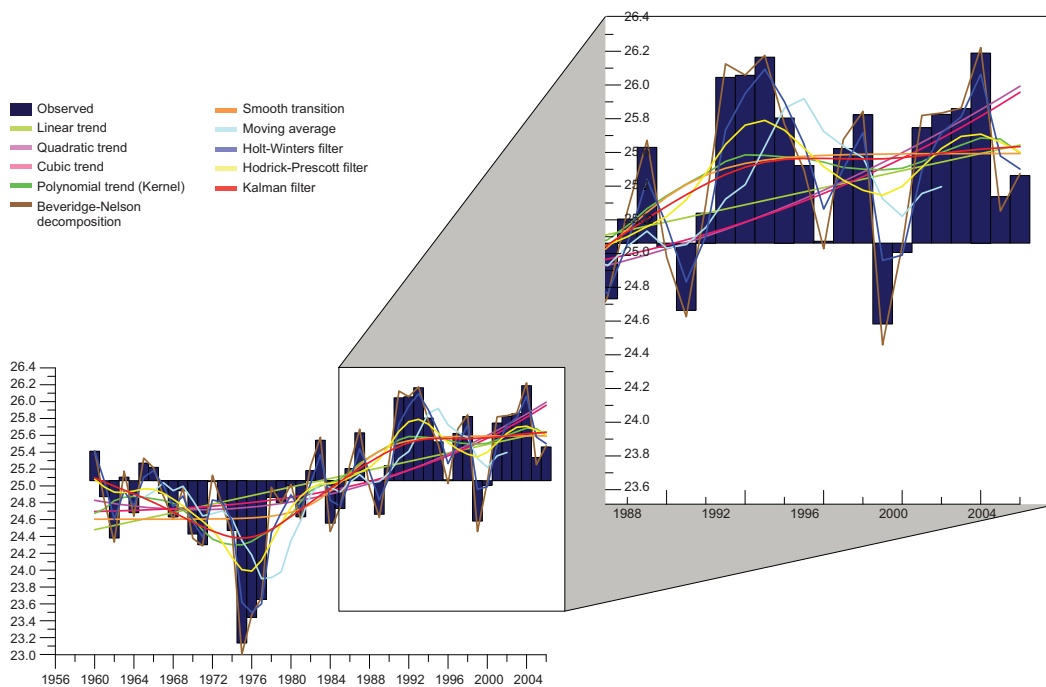 26.4
26.2
26.0
25.8
25.0
24.8
24.6
24.4
24.2
24.0
23.8
23.6
1988 1992 1996 2000 2004
Observed
Linear trend
Quadratic trend
Cubic trend
Polynomial trend (Kernel)
Beveridge-Nelson
decomposition
Smooth transition
Moving average
Holt-Winters filter
Hodrick-Prescott filter
Kalman filter
26.4
26.2
26.0
25.8
25.4
25.2
25.0
24.8
24.6
24.4
24.2
24.0
23.8
23.6
23.4
23.2
23.0
1956 1960 1964 1968 1972 1976 1980 1984 1988 1992 1996 2000 2004